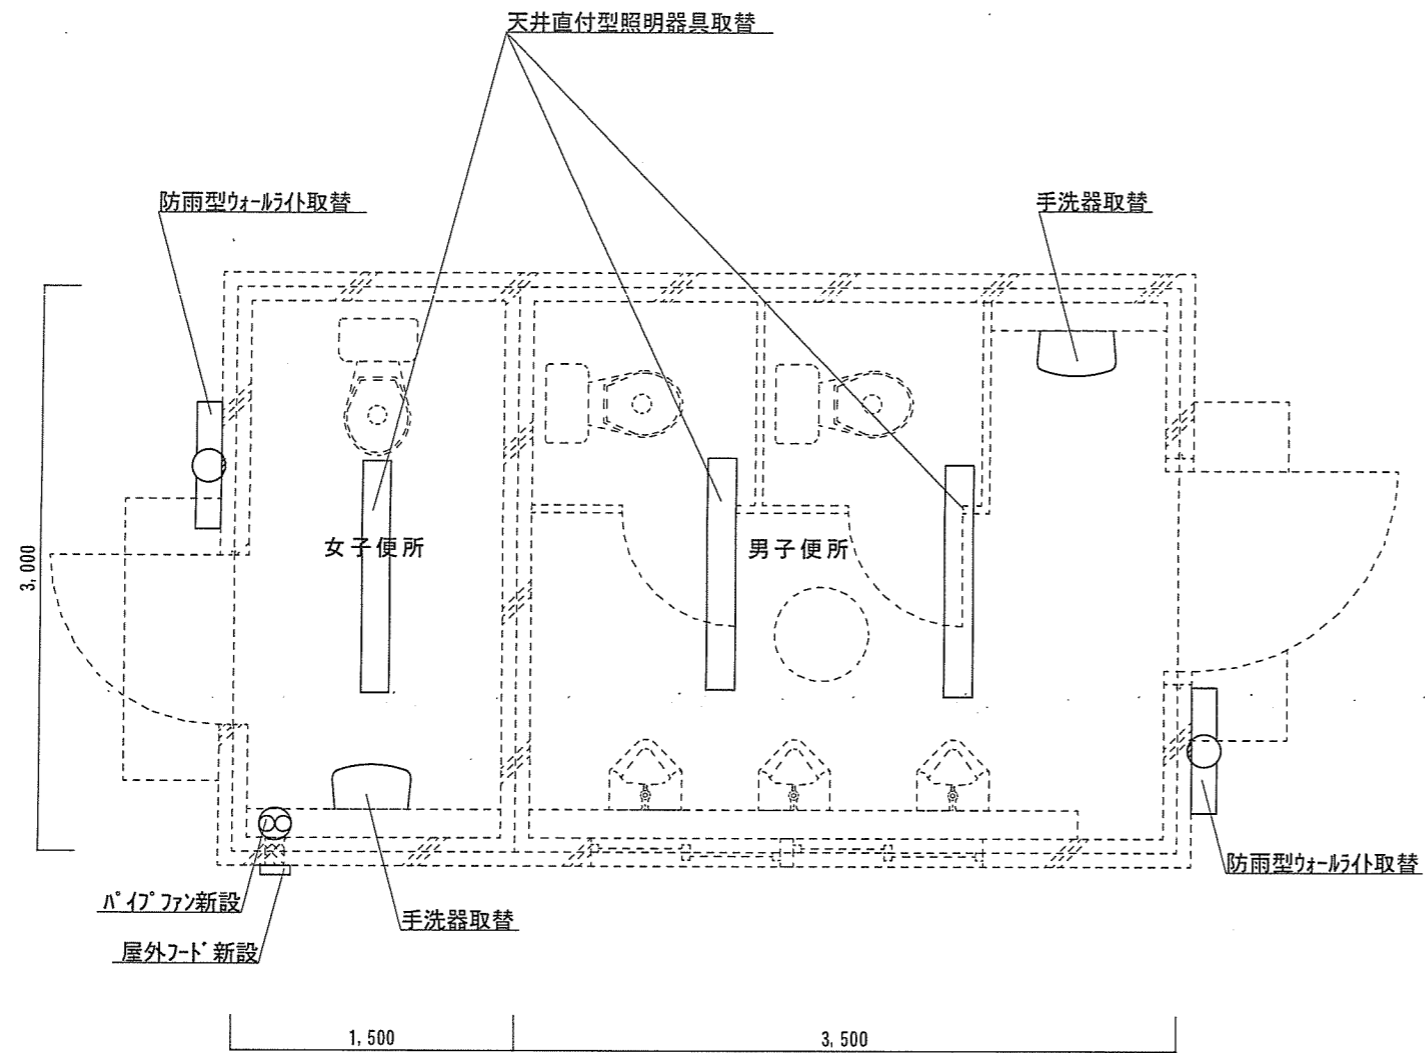 天井直付型照明器具取替
防雨型ｳｫｰﾙﾗｲﾄ取替
手洗器取替
3,000
女子便所
男子便所
防雨型ｳｫｰﾙﾗｲﾄ取替
ﾊﾟｲﾌﾟﾌｧﾝ新設
手洗器取替
屋外ﾌｰﾄﾞ新設
1,500
3,500